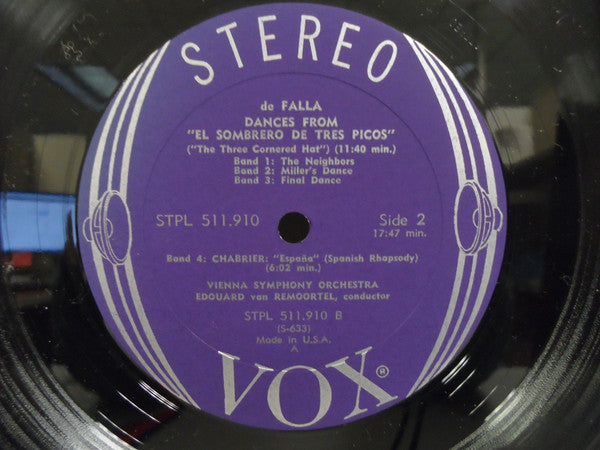 STEREO
de FALLA
DANCES FROM
"EL SOMBRERO DE TRES PICOS"
("The Three Cornered Hat") (11:40 min.)
Band 1: The Neighbors
Band 2: Miller's Dance
Band 3: Final Dance
STPL 511.910
Side 2
17:47 min.
Band 4: CHABRIER: "España" (Spanish Rhapsody)
(6:02 min.)
VIENNA SYMPHONY ORCHESTRA
EDOUARD van REMOORTEL, conductor
STPL 511.910 B
(S-633)
Made in U.S.A.
A
VOX®